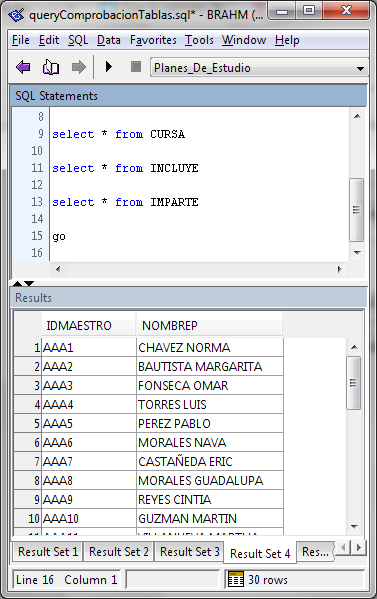 queryComprobacionTablas.sql* - BRAHM (...
File Edit SQL Data Favorites Tools Window Help
Planes_De_Estudio
SQL Statements
8
9 select * from CURSA
10
11 select * from INCLUYE
12
13 select * from IMPARTE
14
15 go
16
Results
IDMAESTRO NOMBREP
1 AAA1 CHAVEZ NORMA
2 AAA2 BAUTISTA MARGARITA
3 AAA3 FONSECA OMAR
4 AAA4 TORRES LUIS
5 AAA5 PEREZ PABLO
6 AAA6 MORALES NAVA
7 AAA7 CASTAÑEDA ERIC
8 AAA8 MORALES GUADALUPA
9 AAA9 REYES CINTIA
10 AAA10 GUZMAN MARTIN
Result Set 1 Result Set 2 Result Set 3 Result Set 4 Res...
Line 16 Column 1 30 rows